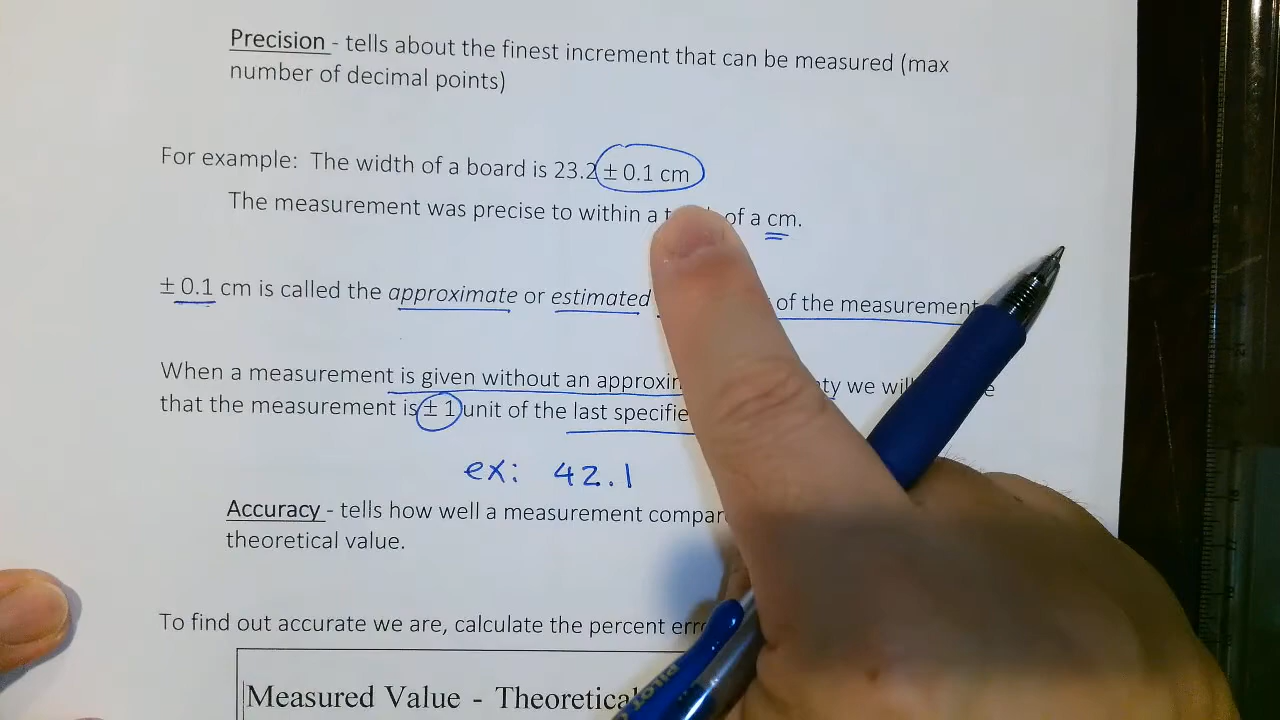 Precision - tells about the finest increment that can be measured (max
number of decimal points)
For example: The width of a board is 23.2 ± 0.1 cm
The measurement was precise to within a of a cm.
± 0.1 cm is called the approximate or estimated of the measurement
When a measurement is given without an we will
that the measurement is ± 1 unit of the last
ex: 42.1
Accuracy - tells how well a measurement
theoretical value.
To find out accurate we are, calculate the percent
Measured Value -
PILOT